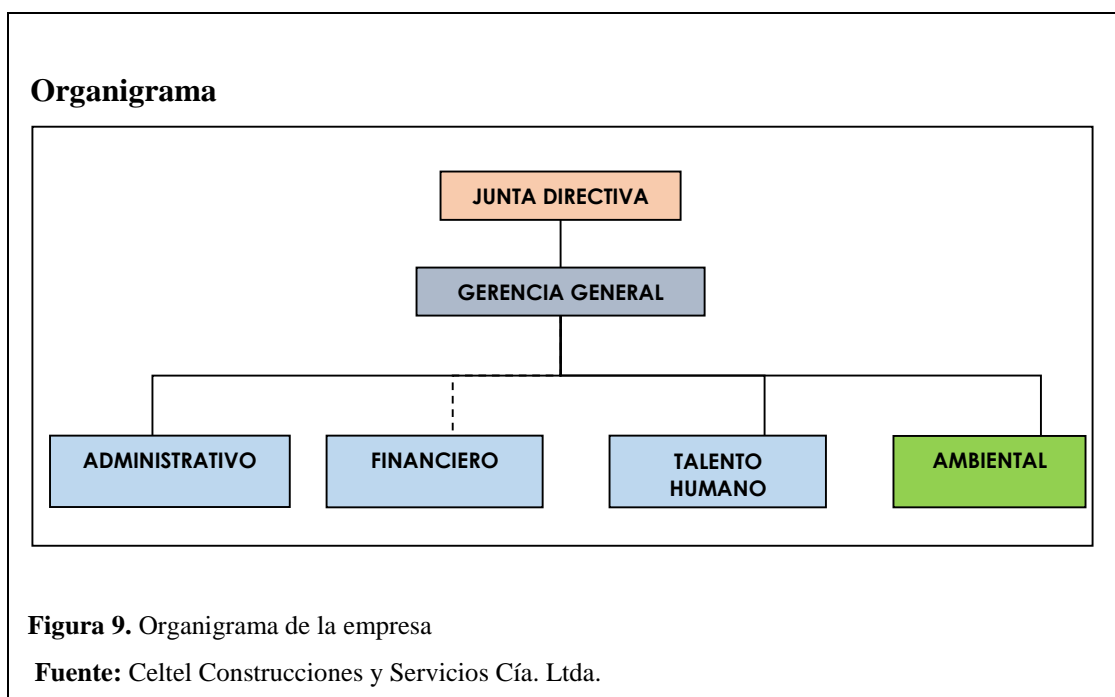 Organigrama
JUNTA DIRECTIVA
GERENCIA GENERAL
ADMINISTRATIVO
FINANCIERO
TALENTO
HUMANO
AMBIENTAL
Figura 9. Organigrama de la empresa
Fuente: Celtel Construcciones y Servicios Cía. Ltda.